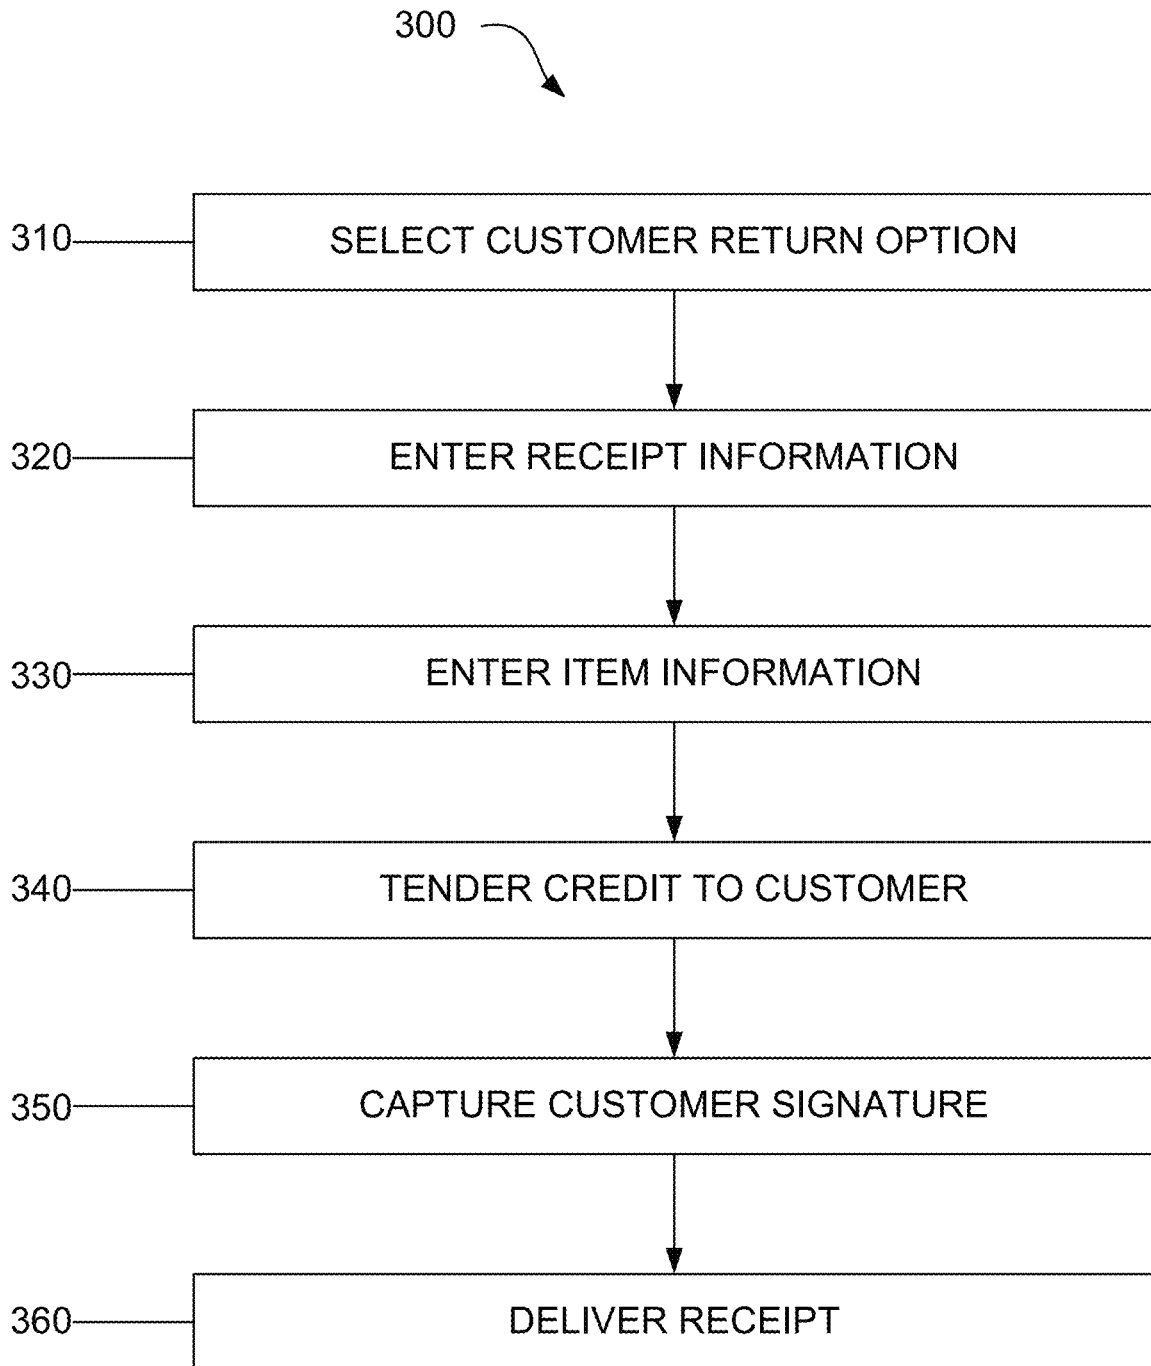 300
310 SELECT CUSTOMER RETURN OPTION
320 ENTER RECEIPT INFORMATION
330 ENTER ITEM INFORMATION
340 TENDER CREDIT TO CUSTOMER
350 CAPTURE CUSTOMER SIGNATURE
360 DELIVER RECEIPT